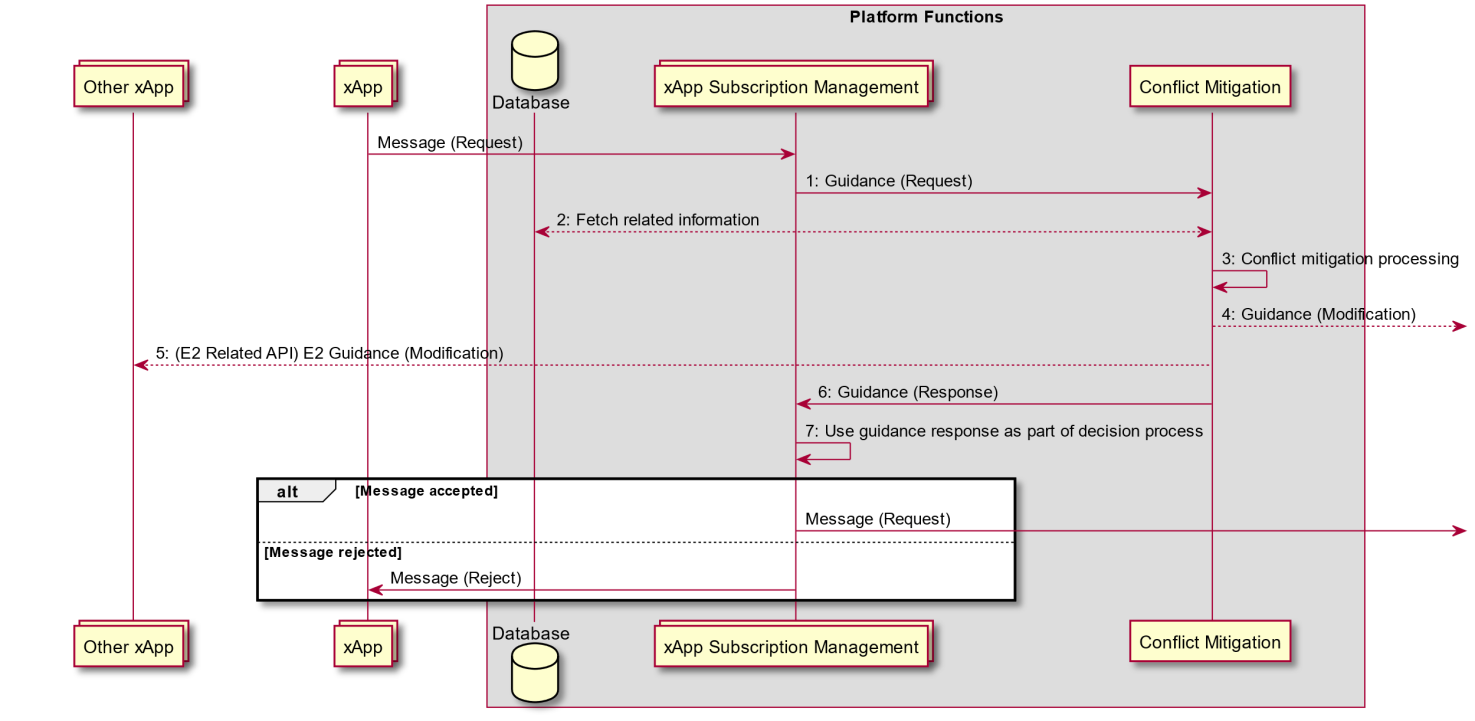 Platform Functions
Other xApp
xApp
Database
xApp Subscription Management
Conflict Mitigation
Message (Request)
1: Guidance (Request)
2: Fetch related information
3: Conflict mitigation processing
4: Guidance (Modification)
5: (E2 Related API) E2 Guidance (Modification)
6: Guidance (Response)
7: Use guidance response as part of decision process
alt [Message accepted]
Message (Request)
[Message rejected]
Message (Reject)
Other xApp
xApp
Database
xApp Subscription Management
Conflict Mitigation